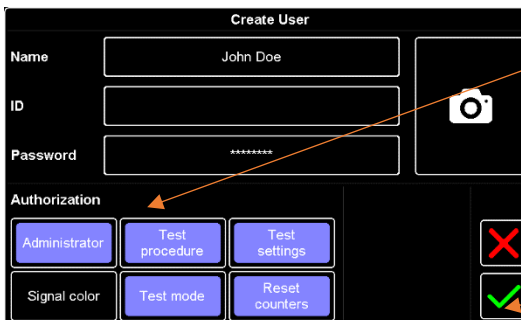 Create User
Name
John Doe
ID
Password
********
Authorization
Administrator
Test
procedure
Test
settings
Signal color
Test mode
Reset
counters